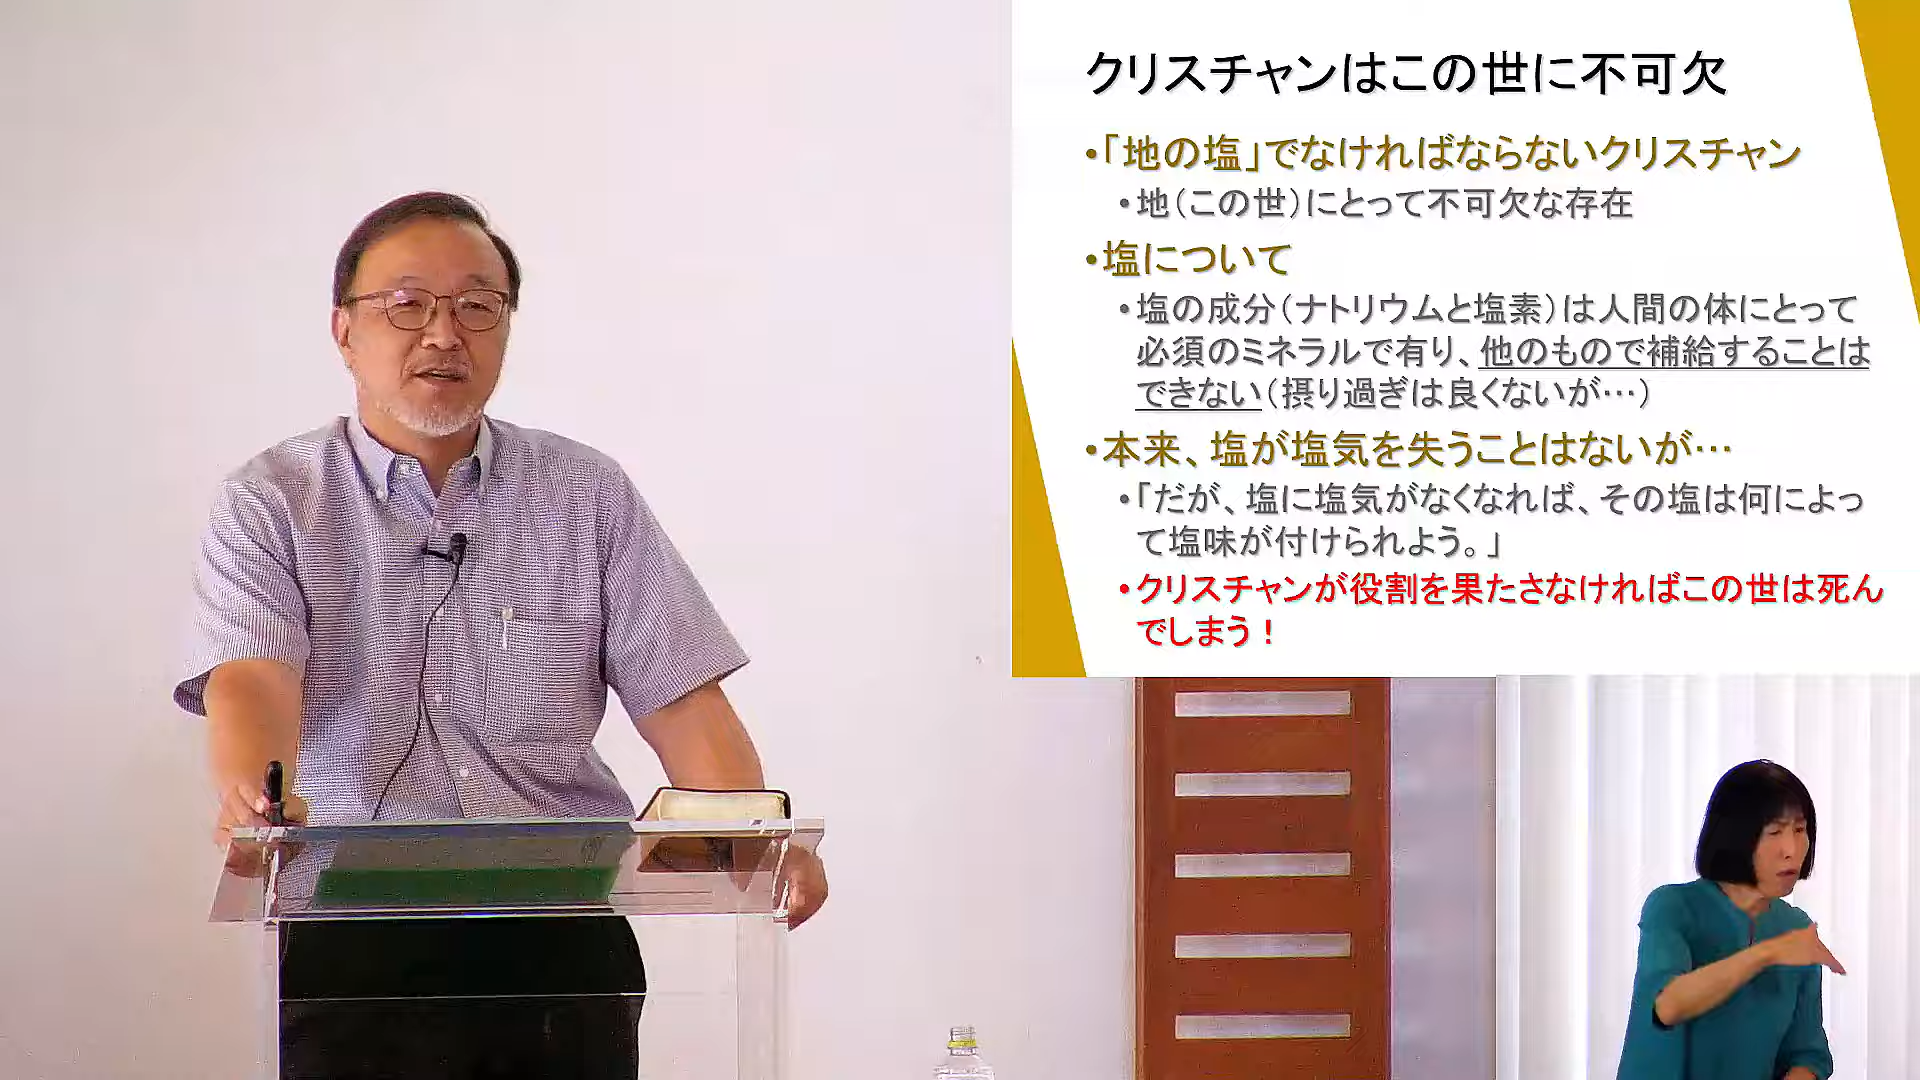 クリスチャンはこの世に不可欠
•「地の塩」でなければならないクリスチャン
•地（この世）にとって不可欠な存在
•塩について
•塩の成分（ナトリウムと塩素）は人間の体にとって
必須のミネラルで有り、他のもので補給することは
できない（摂り過ぎは良くないが…）
•本来、塩が塩気を失うことはないが…
•「だが、塩に塩気がなくなれば、その塩は何によっ
て塩味が付けられよう。」
•クリスチャンが役割を果たさなければこの世は死ん
でしまう！